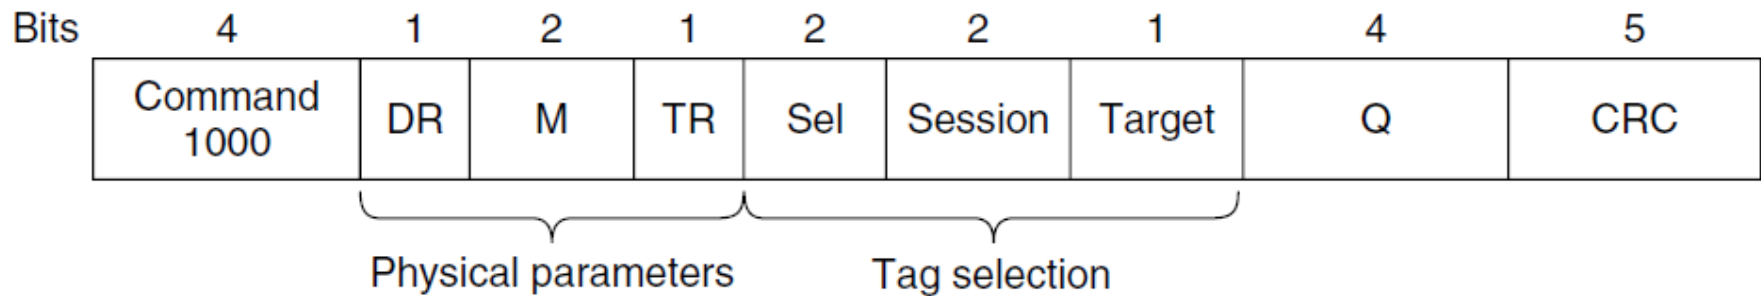 Bits 4 1 2 1 2 2 1 4 5
Command 1000 DR M TR Sel Session Target Q CRC
Physical parameters Tag selection